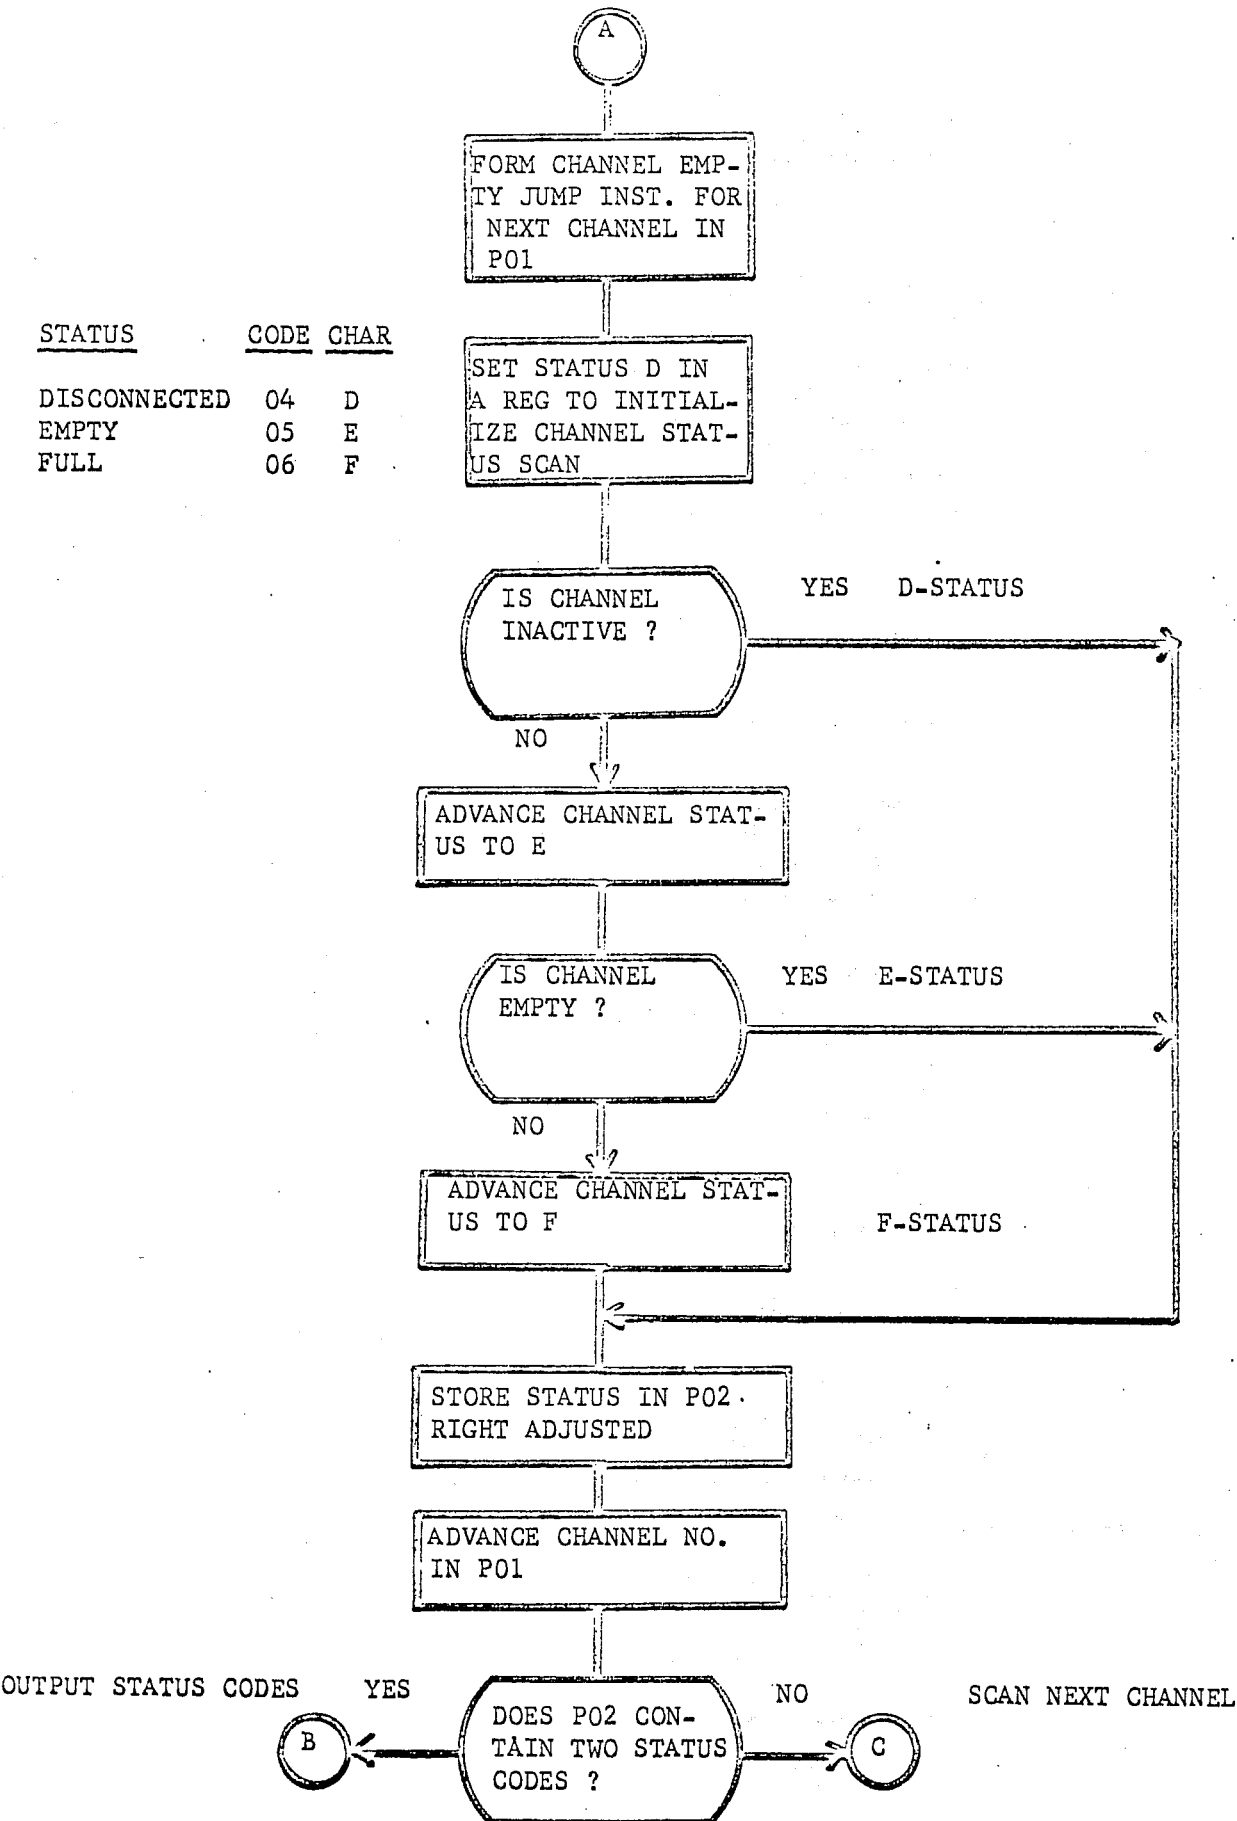 A
FORM CHANNEL EMP-
TY JUMP INST. FOR
NEXT CHANNEL IN
P01
STATUS CODE CHAR
DISCONNECTED 04 D
EMPTY 05 E
FULL 06 F
SET STATUS D IN
A REG TO INITIAL-
IZE CHANNEL STAT-
US SCAN
IS CHANNEL
INACTIVE ?
YES D-STATUS
NO
ADVANCE CHANNEL STAT-
US TO E
IS CHANNEL
EMPTY ?
YES E-STATUS
NO
ADVANCE CHANNEL STAT-
US TO F
F-STATUS
STORE STATUS IN P02
RIGHT ADJUSTED
ADVANCE CHANNEL NO.
IN P01
OUTPUT STATUS CODES YES
DOES P02 CON-
TAIN TWO STATUS
CODES ?
NO SCAN NEXT CHANNEL
B
C